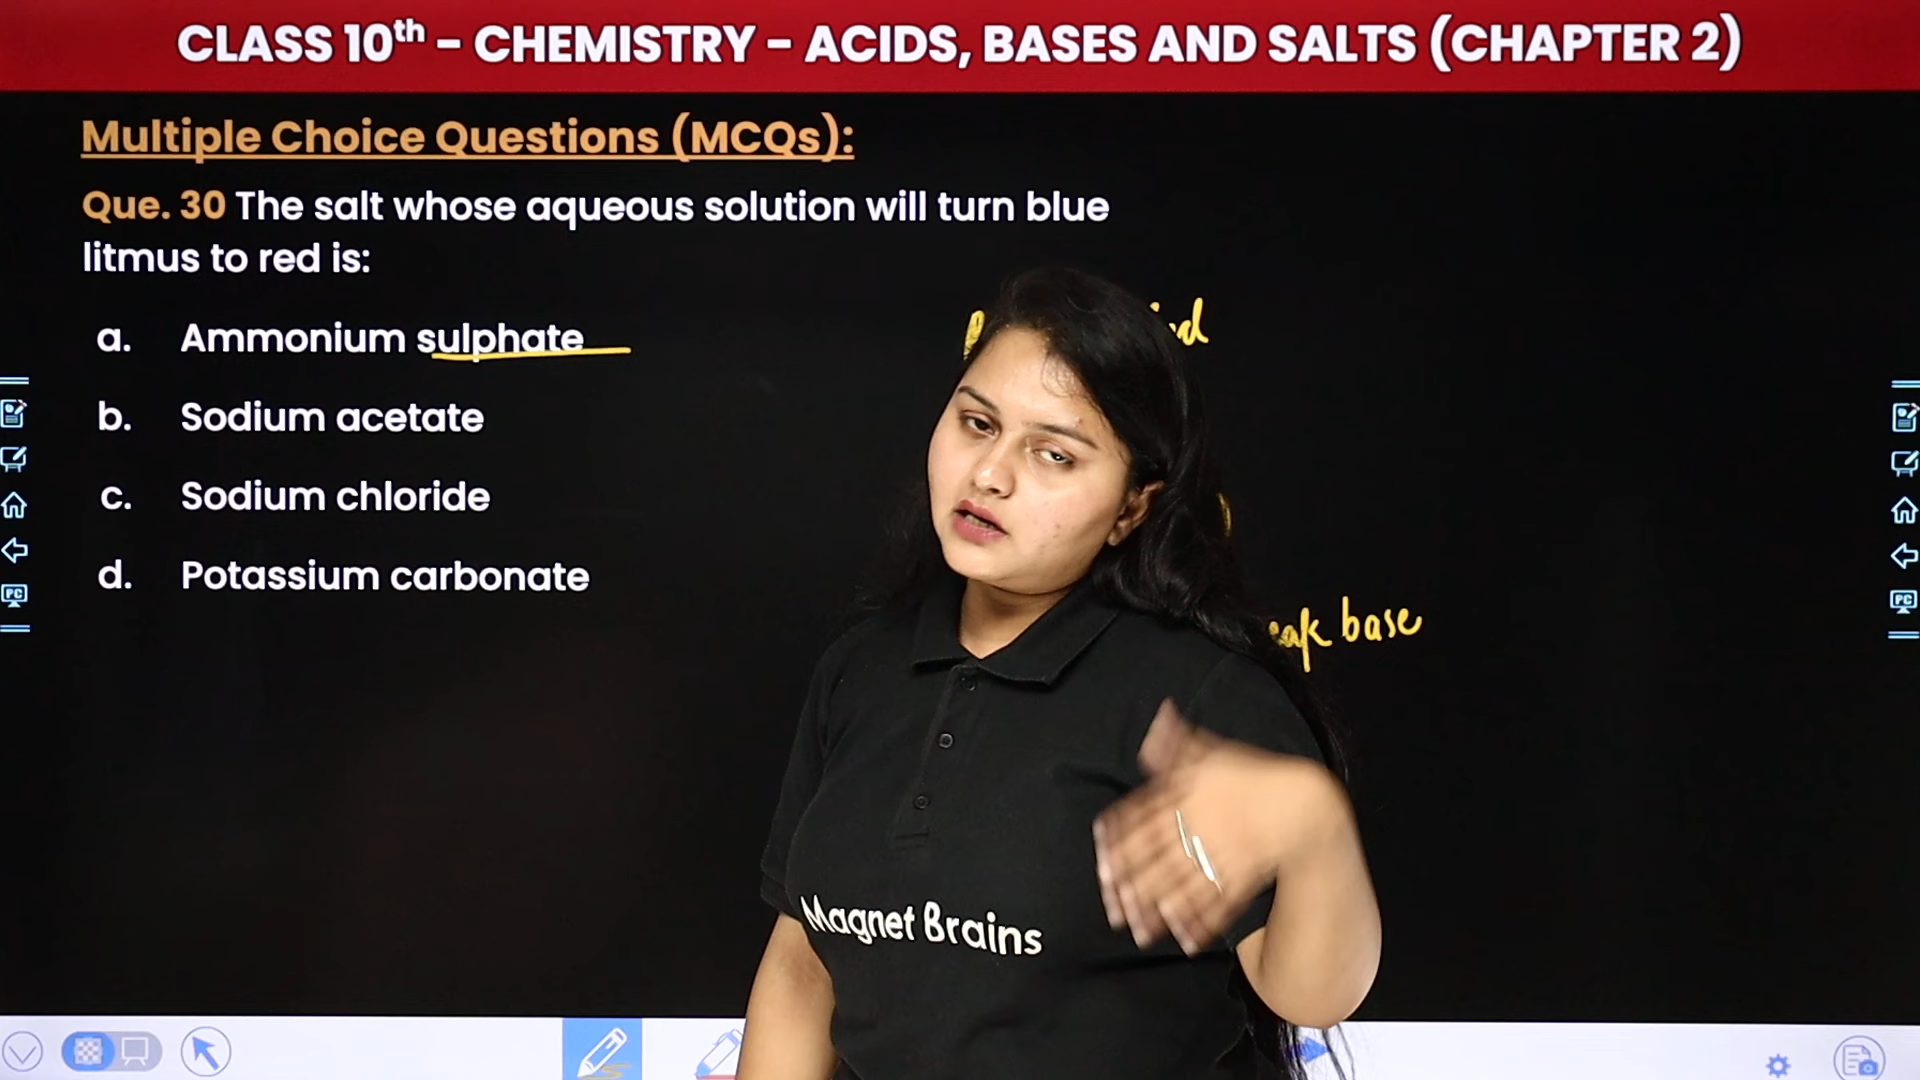 CLASS 10th - CHEMISTRY - ACIDS, BASES AND SALTS (CHAPTER 2)
Multiple Choice Questions (MCQs):
Que. 30 The salt whose aqueous solution will turn blue
litmus to red is:
a. Ammonium sulphate
b. Sodium acetate
c. Sodium chloride
d. Potassium carbonate
base
Magnet Brains
PC
PC